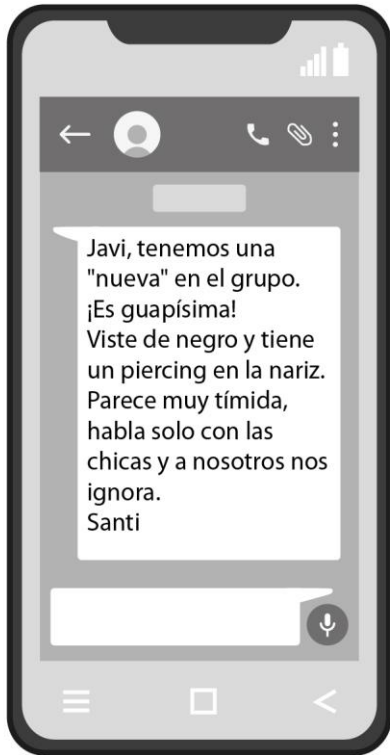 Javi, tenemos una
"nueva" en el grupo.
¡Es guapísima!
Viste de negro y tiene
un piercing en la nariz.
Parece muy tímida,
habla solo con las
chicas y a nosotros nos
ignora.
Santi